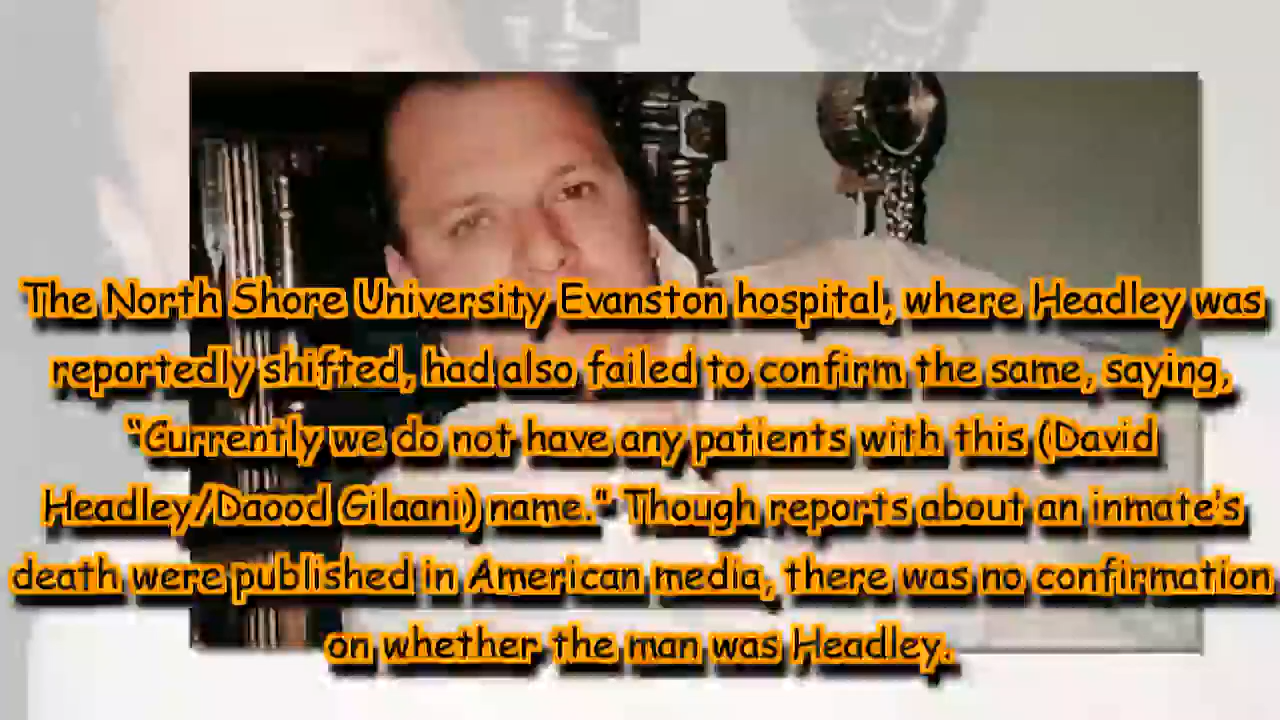 The North Shore University Evanston hospital, where Headley was
reportedly shifted, had also failed to confirm the same, saying,
“Currently we do not have any patients with this (David
Headley/Daood Gilaani) name.” Though reports about an inmate's
death were published in American media, there was no confirmation
on whether the man was Headley.